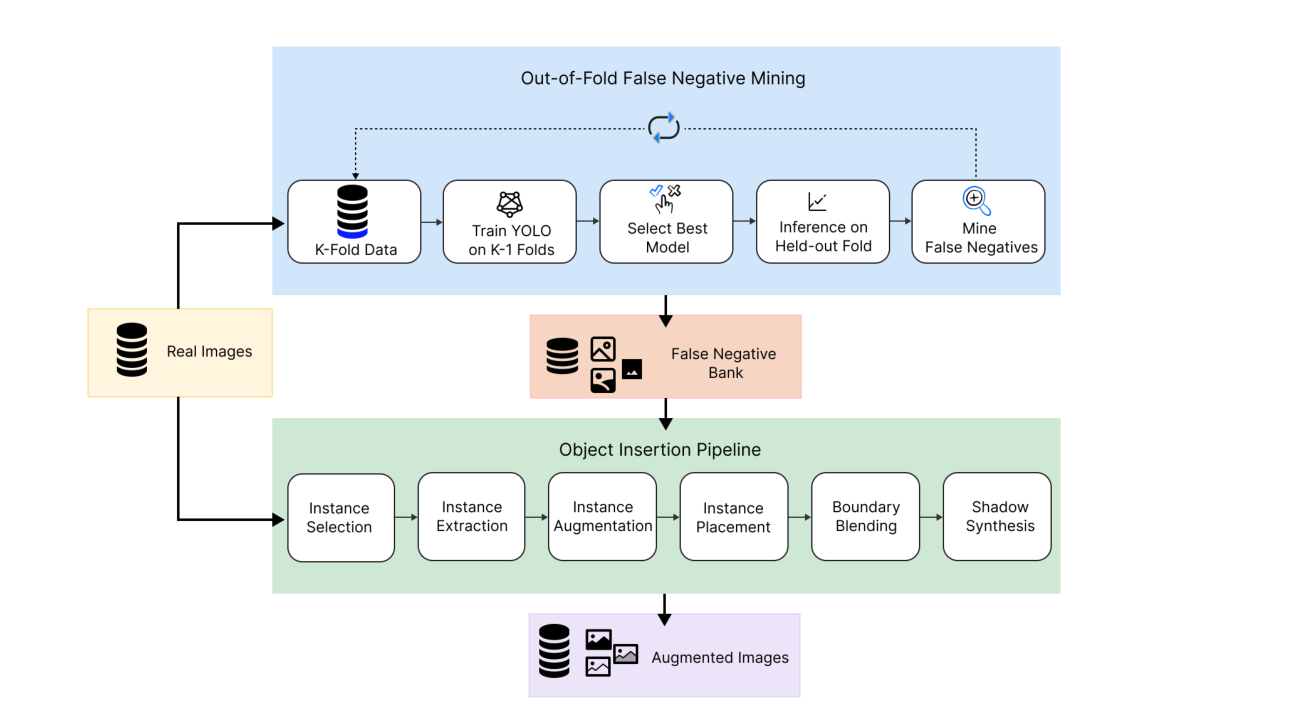 Out-of-Fold False Negative Mining
K-Fold Data
Train YOLO
on K-1 Folds
Select Best
Model
Inference on
Held-out Fold
Mine
False Negatives
Real Images
False Negative
Bank
Object Insertion Pipeline
Instance
Selection
Instance
Extraction
Instance
Augmentation
Instance
Placement
Boundary
Blending
Shadow
Synthesis
Augmented Images